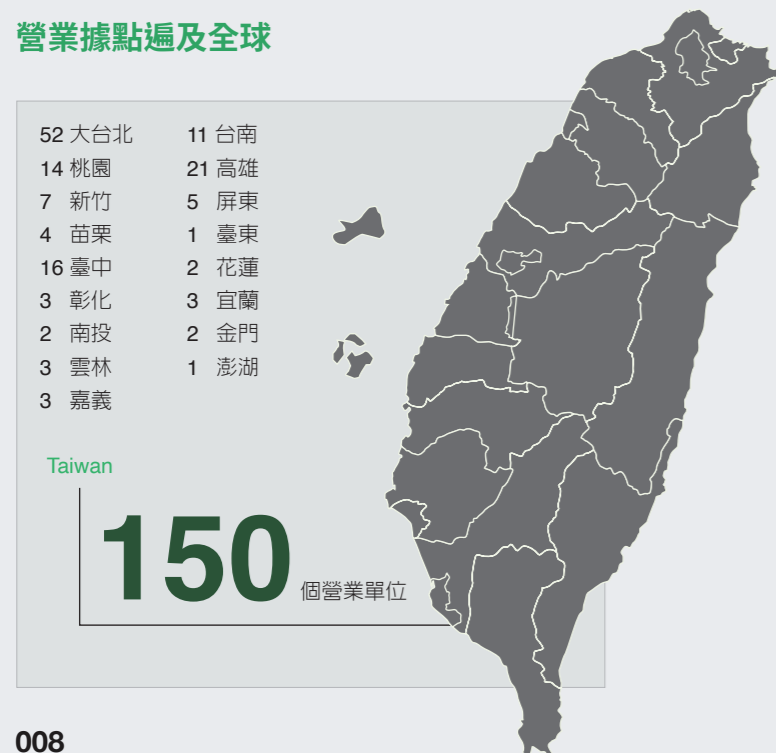 營業據點遍及全球
52 大台北
14 桃園
7 新竹
4 苗栗
16 臺中
3 彰化
2 南投
3 雲林
3 嘉義
11 台南
21 高雄
5 屏東
1 臺東
2 花蓮
3 宜蘭
2 金門
1 澎湖
Taiwan
150 個營業單位
008